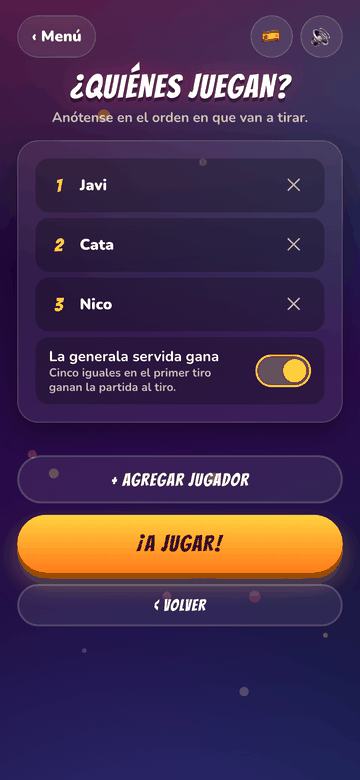 ‹ Menú
¿QUIÉNES JUEGAN?
Anótense en el orden en que van a tirar.
1 Javi
2 Cata
3 Nico
La generala servida gana
Cinco iguales en el primer tiro
ganan la partida al tiro.
+ AGREGAR JUGADOR
¡A JUGAR!
‹ VOLVER